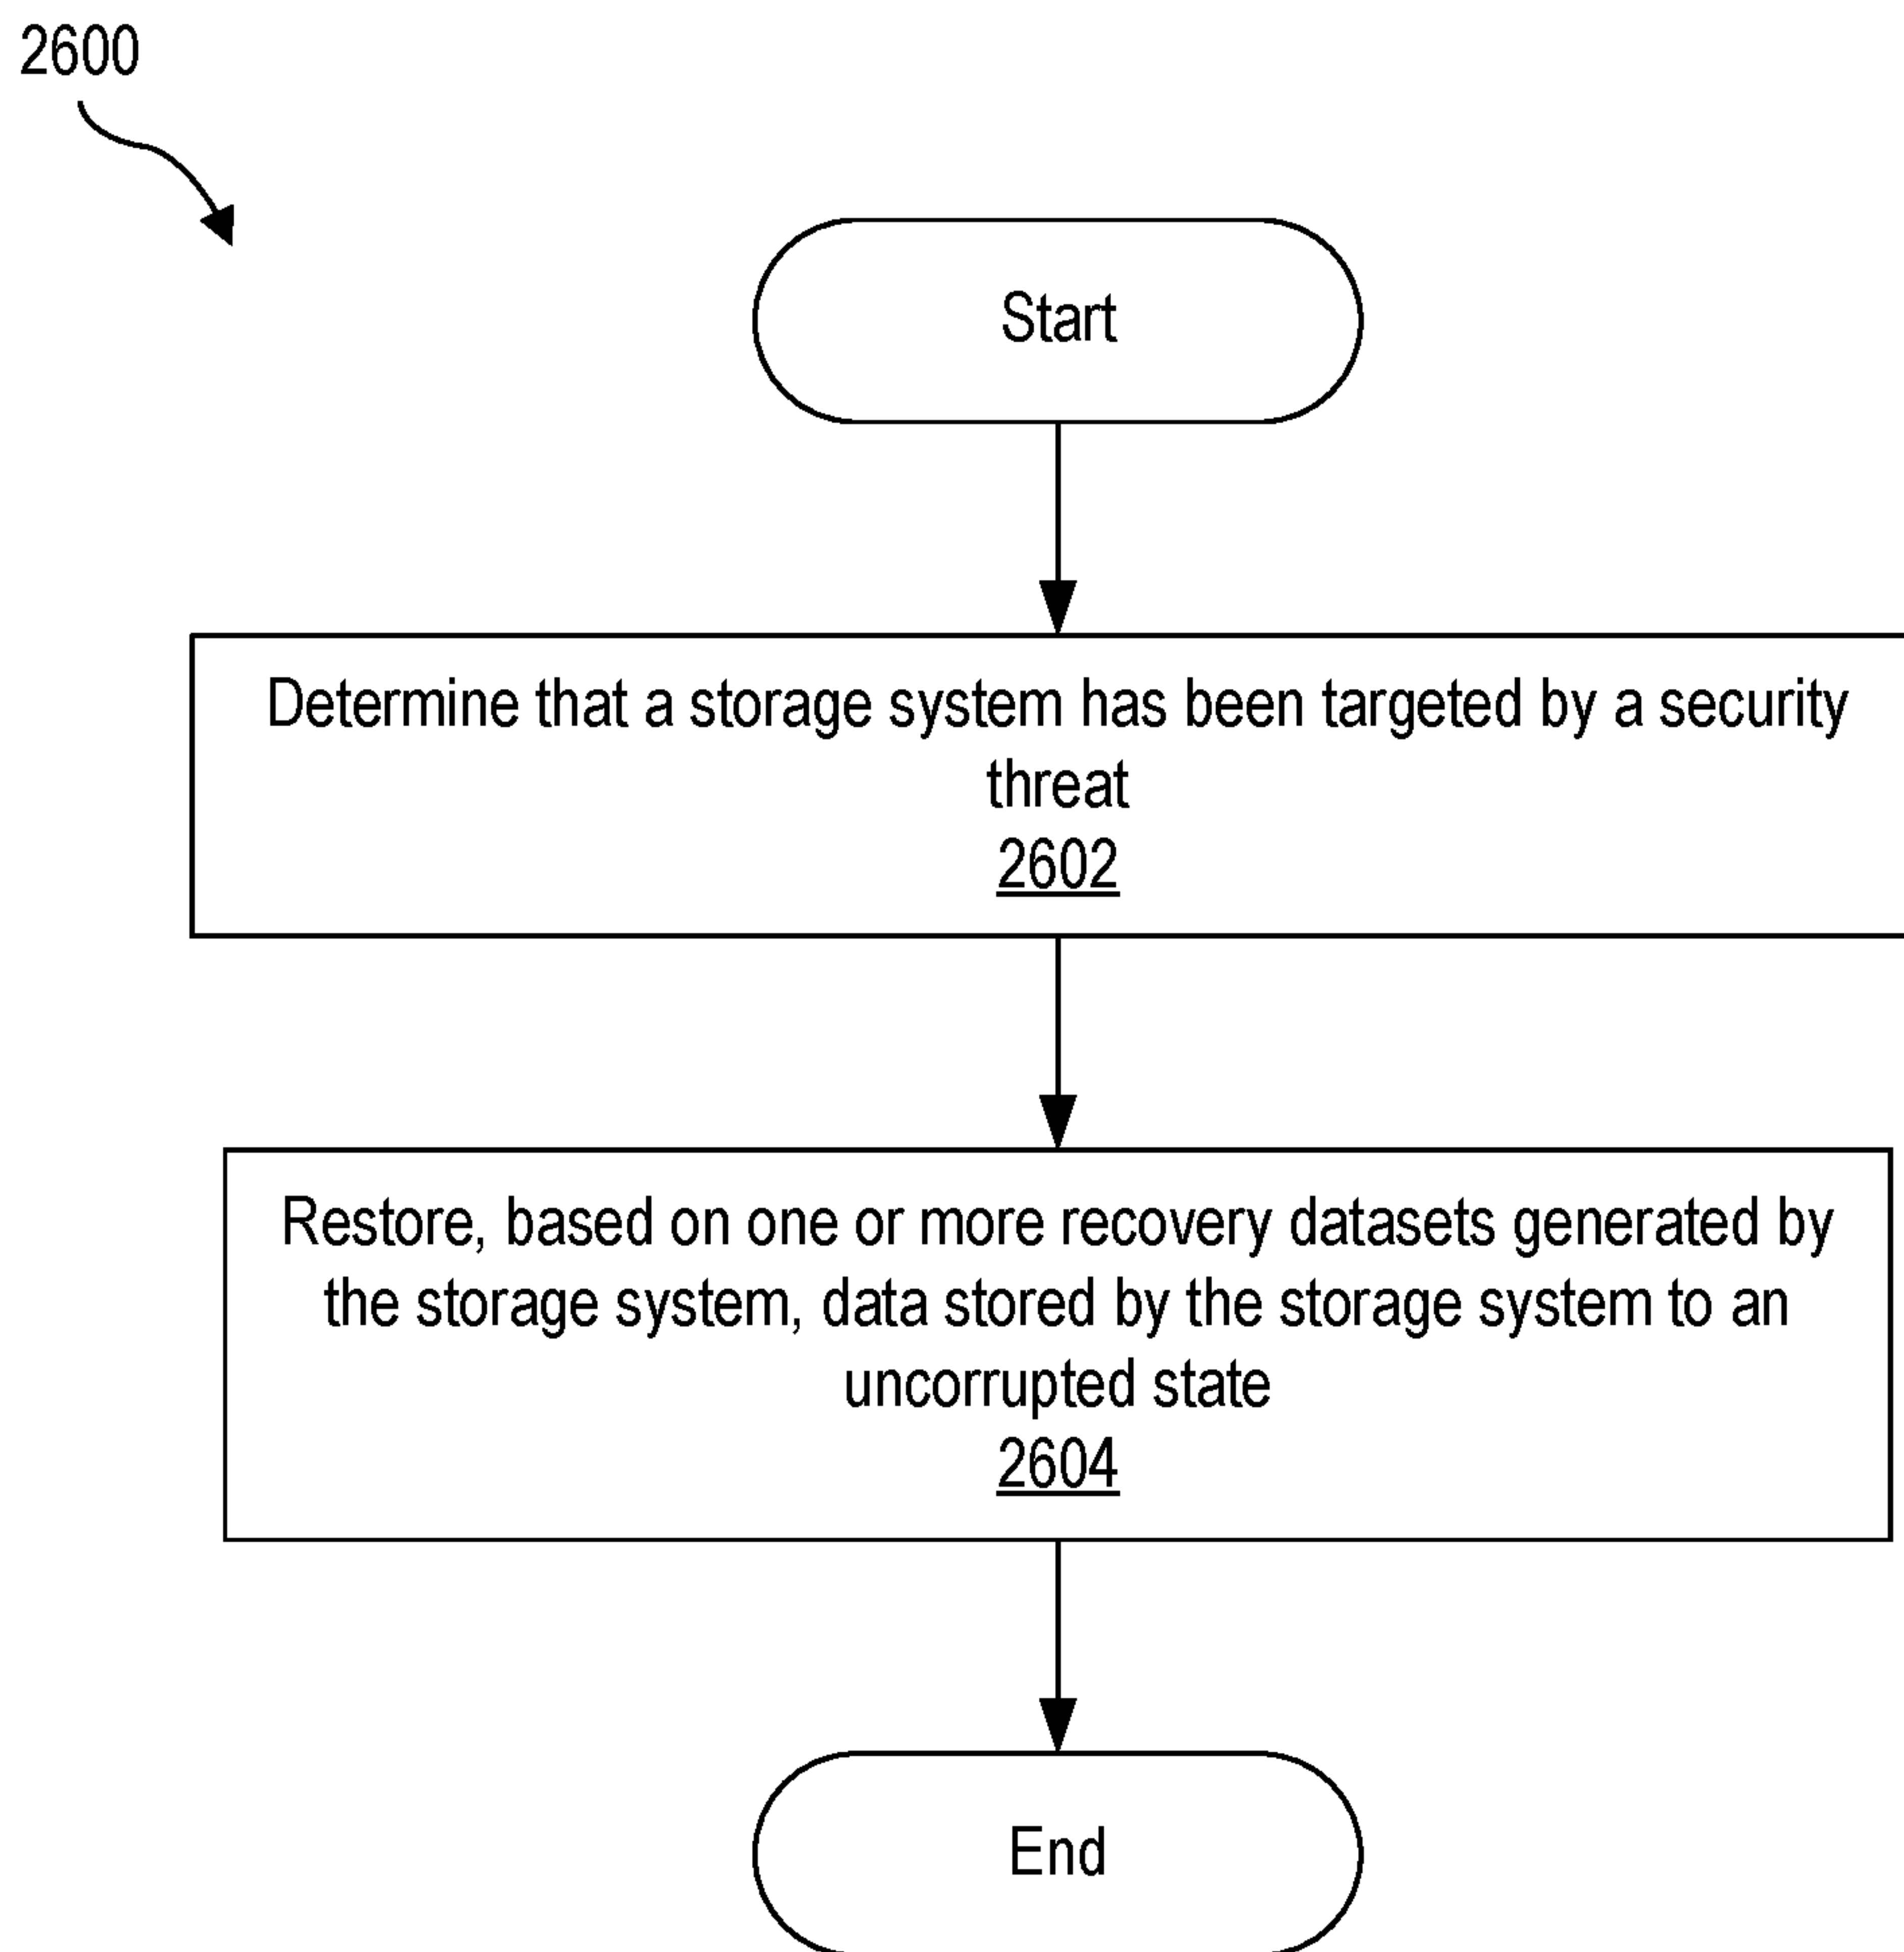 2600
Start
Determine that a storage system has been targeted by a security
threat
2602
Restore, based on one or more recovery datasets generated by
the storage system, data stored by the storage system to an
uncorrupted state
2604
End